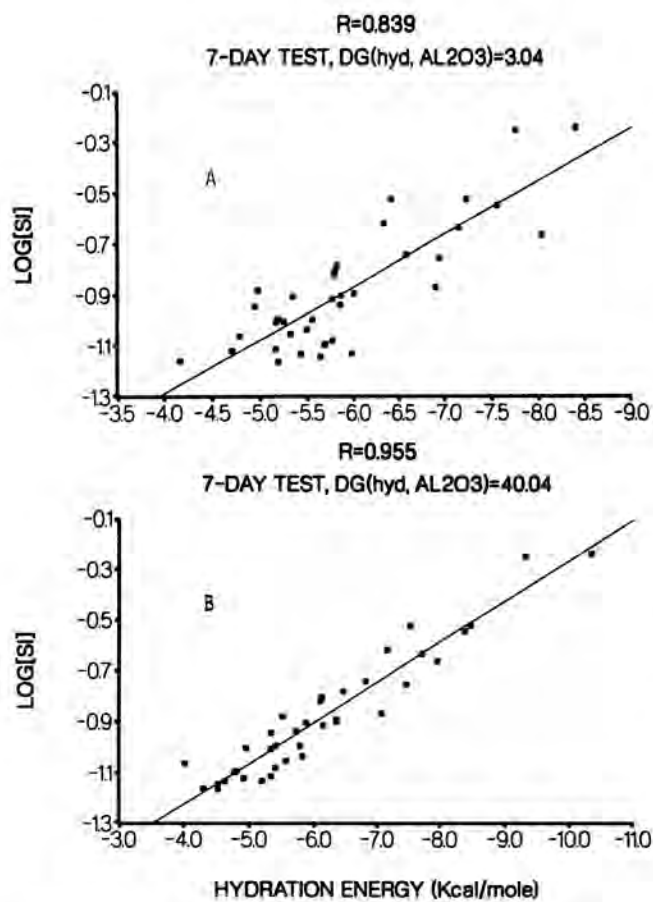 R=0.839
7-DAY TEST, DG(hyd, AL2O3)=3.04
LOG[SI]
-0.1
-0.3
-0.5
-0.7
-0.9
-1.1
-1.3
A
-3.5 -4.0 -4.5 -5.0 -5.5 -6.0 -6.5 -7.0 -7.5 -8.0 -8.5 -9.0
R=0.955
7-DAY TEST, DG(hyd, AL2O3)=40.04
LOG[SI]
-0.1
-0.3
-0.5
-0.7
-0.9
-1.1
-1.3
B
-3.0 -4.0 -5.0 -6.0 -7.0 -8.0 -9.0 -10.0 -11.0
HYDRATION ENERGY (Kcal/mole)